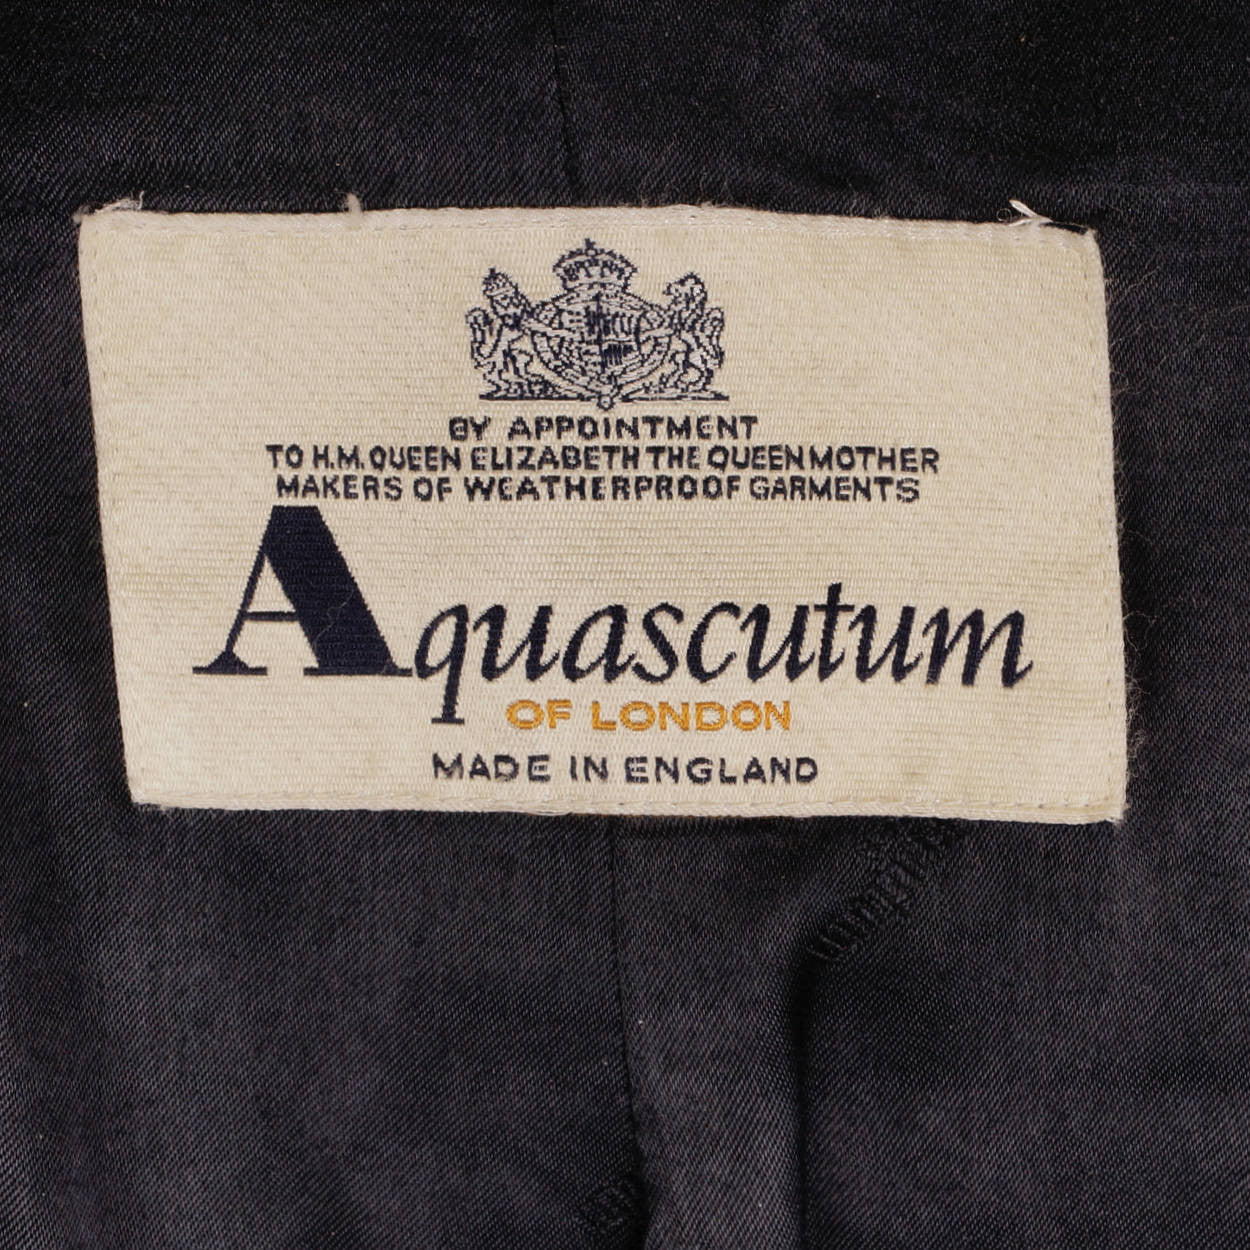 BY APPOINTMENT
TO H.M. QUEEN ELIZABETH THE QUEEN MOTHER
MAKERS OF WEATHERPROOF GARMENTS
Aquascutum
OF LONDON
MADE IN ENGLAND